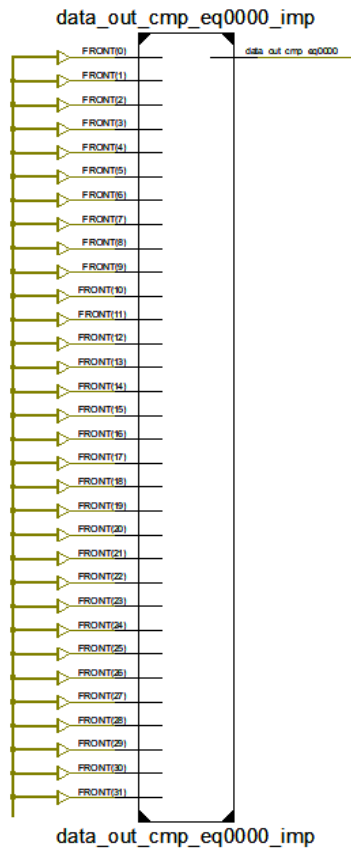 data_out_cmp_eq0000_imp
FRONT(0) data_out_cmp_eq0000
FRONT(1)
FRONT(2)
FRONT(3)
FRONT(4)
FRONT(5)
FRONT(6)
FRONT(7)
FRONT(8)
FRONT(9)
FRONT(10)
FRONT(11)
FRONT(12)
FRONT(13)
FRONT(14)
FRONT(15)
FRONT(16)
FRONT(17)
FRONT(18)
FRONT(19)
FRONT(20)
FRONT(21)
FRONT(22)
FRONT(23)
FRONT(24)
FRONT(25)
FRONT(26)
FRONT(27)
FRONT(28)
FRONT(29)
FRONT(30)
FRONT(31)
data_out_cmp_eq0000_imp